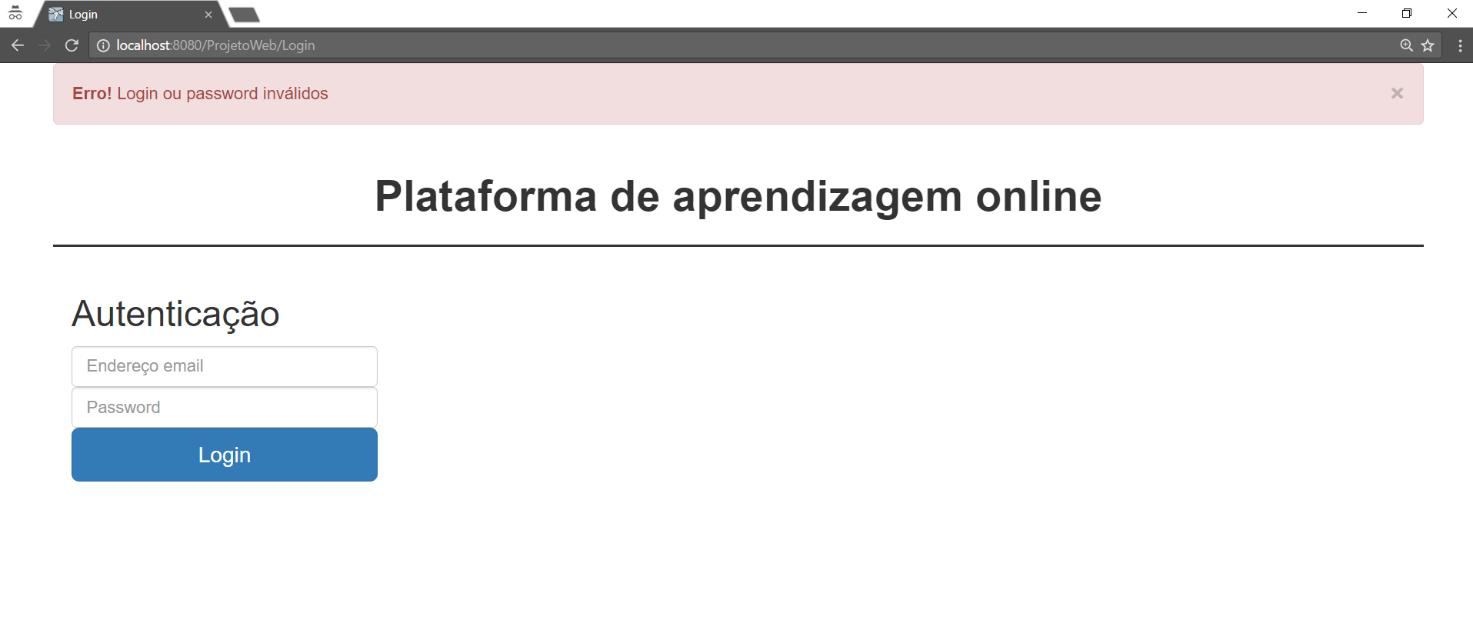 Login
localhost:8080/ProjetoWeb/Login
Erro! Login ou password inválidos
Plataforma de aprendizagem online
Autenticação
Endereço email
Password
Login